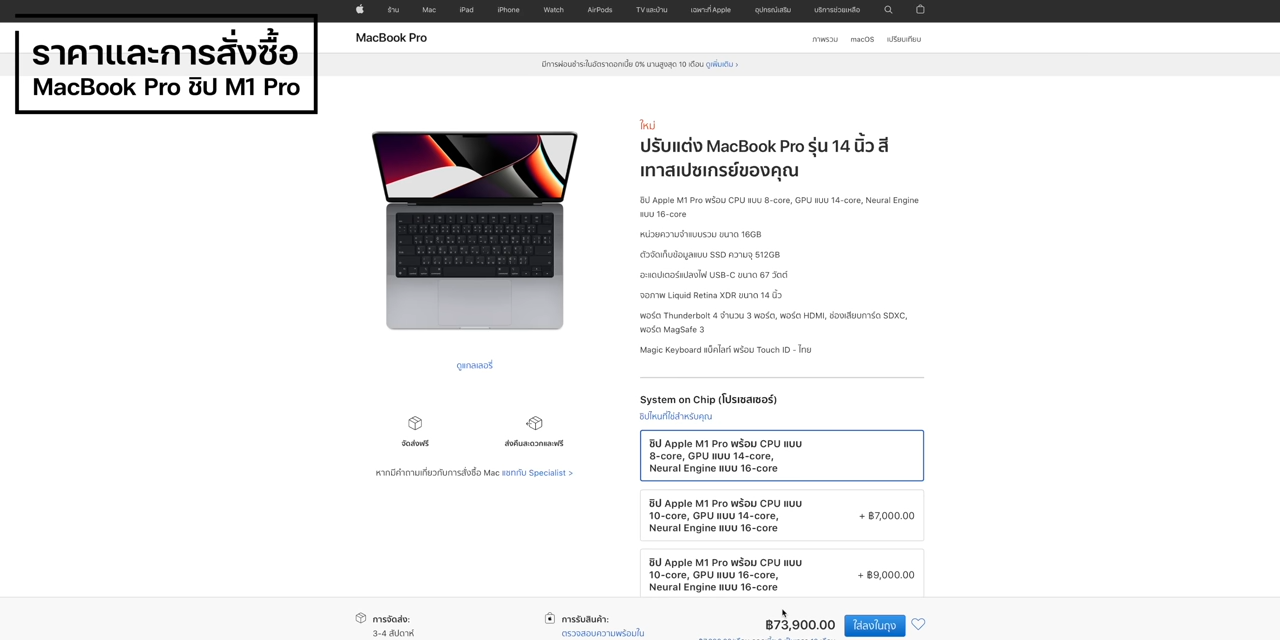 ร้าน Mac iPad iPhone Watch AirPods TV และบ้าน เฉพาะที่ Apple อุปกรณ์เสริม บริการช่วยเหลือ
ราคาและการสั่งซื้อ
MacBook Pro ชิป M1 Pro
MacBook Pro
ภาพรวม macOS เปรียบเทียบ
มีการผ่อนชำระในอัตราดอกเบี้ย 0% นานสูงสุด 10 เดือน ดูเพิ่มเติม >
ใหม่
ปรับแต่ง MacBook Pro รุ่น 14 นิ้ว สี
เทาสเปซเกรย์ของคุณ
ชิป Apple M1 Pro พร้อม CPU แบบ 8-core, GPU แบบ 14-core, Neural Engine
แบบ 16-core
หน่วยความจำแบบรวม ขนาด 16GB
ตัวจัดเก็บข้อมูลแบบ SSD ความจุ 512GB
อะแดปเตอร์แปลงไฟ USB-C ขนาด 67 วัตต์
จอภาพ Liquid Retina XDR ขนาด 14 นิ้ว
พอร์ต Thunderbolt 4 จำนวน 3 พอร์ต, พอร์ต HDMI, ช่องเสียบการ์ด SDXC,
พอร์ต MagSafe 3
Magic Keyboard แบ็คไลท์ พร้อม Touch ID - ไทย
ดูแกลเลอรี่
จัดส่งฟรี
ส่งคืนสะดวกและฟรี
หากมีคำถามเกี่ยวกับการสั่งซื้อ Mac แชทกับ Specialist >
System on Chip (โปรเซสเซอร์)
ชิปไหนที่ใช่สำหรับคุณ
ชิป Apple M1 Pro พร้อม CPU แบบ
8-core, GPU แบบ 14-core,
Neural Engine แบบ 16-core
ชิป Apple M1 Pro พร้อม CPU แบบ
10-core, GPU แบบ 14-core,
Neural Engine แบบ 16-core
+ ฿7,000.00
ชิป Apple M1 Pro พร้อม CPU แบบ
10-core, GPU แบบ 16-core,
Neural Engine แบบ 16-core
+ ฿9,000.00
การจัดส่ง:
3-4 สัปดาห์
การรับสินค้า:
ตรวจสอบความพร้อมใน
฿73,900.00
ใส่ลงในถุง